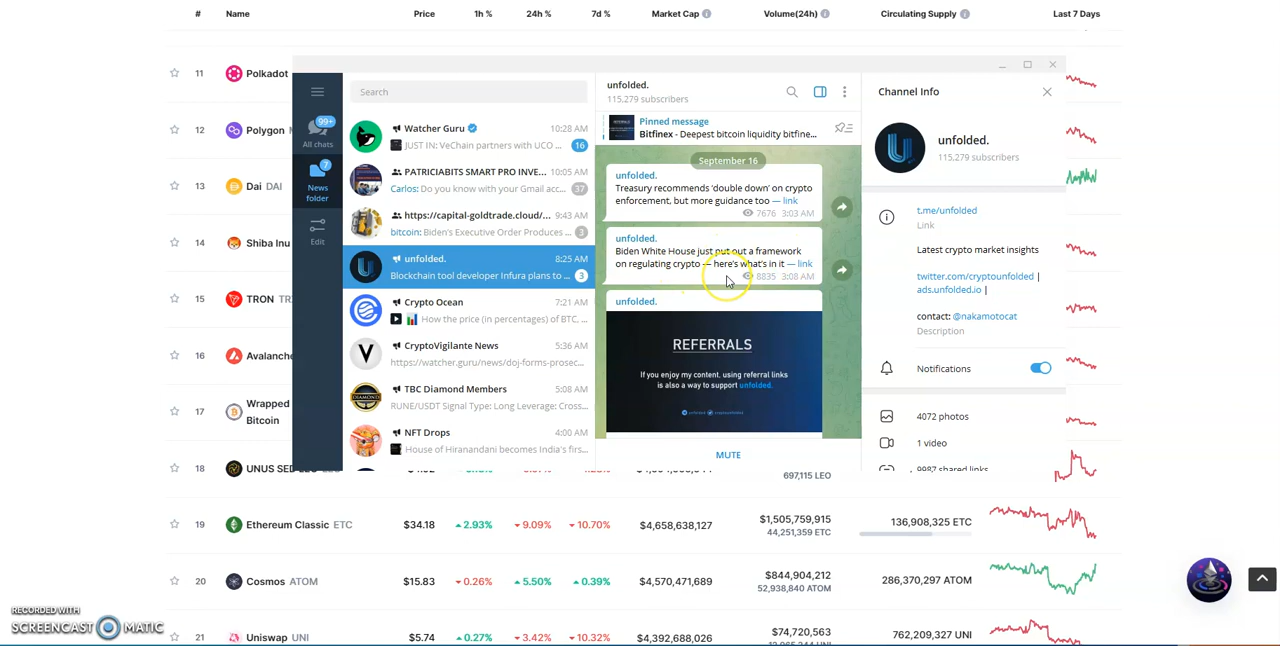 # Name Price 1h % 24h % 7d % Market Cap Volume(24h) Circulating Supply Last 7 Days
11 Polkadot
12 Polygon
13 Dai DAI
14 Shiba Inu
15 TRON
16 Avalanche
17 Wrapped
Bitcoin
18 UNUS SED
697,115 LEO
19 Ethereum Classic ETC $34.18 2.93% 9.09% 10.70% $4,658,638,127 $1,505,759,915 136,908,325 ETC
44,251,359 ETC
20 Cosmos ATOM $15.83 0.26% 5.50% 0.39% $4,570,471,689 $844,904,212 286,370,297 ATOM
52,938,840 ATOM
21 Uniswap UNI $5.74 0.27% 3.42% 10.32% $4,392,688,026 $74,720,563 762,209,327 UNI
99+
All chats
7
News
folder
Edit
Search
Watcher Guru 10:28 AM
JUST IN: VeChain partners with UCO ... 16
PATRICIABITS SMART PRO INVE... 10:05 AM
Carlos: Do you know with your Gmail acc... 37
https://capital-goldtrade.cloud/... 9:43 AM
bitcoin: Biden's Executive Order Produces ... 3
unfolded. 8:25 AM
Blockchain tool developer Infura plans to ... 3
Crypto Ocean 7:21 AM
How the price (in percentages) of BTC, ...
CryptoVigilante News 5:36 AM
https://watcher.guru/news/doj-forms-prosec...
TBC Diamond Members 5:08 AM
RUNE/USDT Signal Type: Long Leverage: Cross...
NFT Drops 4:00 AM
House of Hiranandani becomes India's firs...
unfolded.
115,279 subscribers
Pinned message
Bitfinex - Deepest bitcoin liquidity bitfine...
September 16
unfolded.
Treasury recommends 'double down' on crypto
enforcement, but more guidance too — link
7676 3:03 AM
unfolded.
Biden White House just put out a framework
on regulating crypto — here's what's in it — link
8835 3:08 AM
unfolded.
REFERRALS
If you enjoy my content, using referral links
is also a way to support unfolded.
MUTE
Channel Info
unfolded.
115,279 subscribers
t.me/unfolded
Link
Latest crypto market insights
twitter.com/cryptounfolded |
ads.unfolded.io |
contact: @nakamotocat
Description
Notifications
4072 photos
1 video
9987 shared links
RECORDED WITH
SCREENCAST MATIC